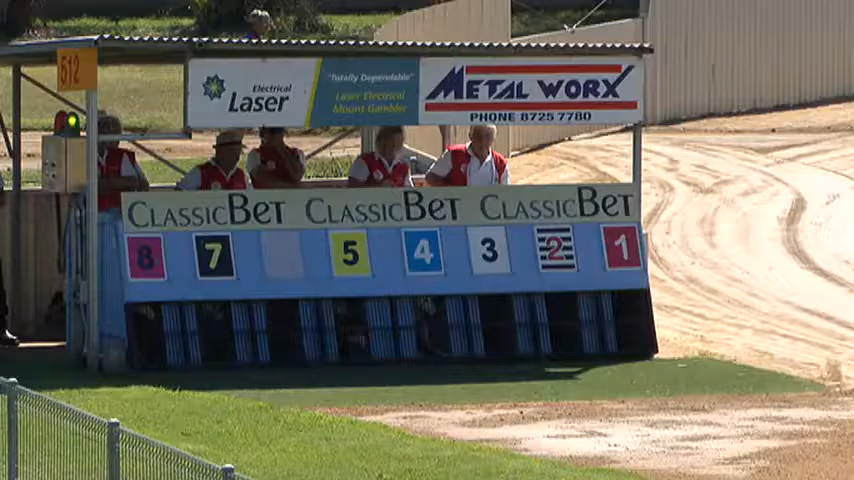 512
Electrical
Laser
"Totally Dependable"
Laser Electrical
Mount Gambier
METAL WORX
PHONE 8725 7780
CLASSICBET CLASSICBET CLASSICBET
8 7 5 4 3 2 1